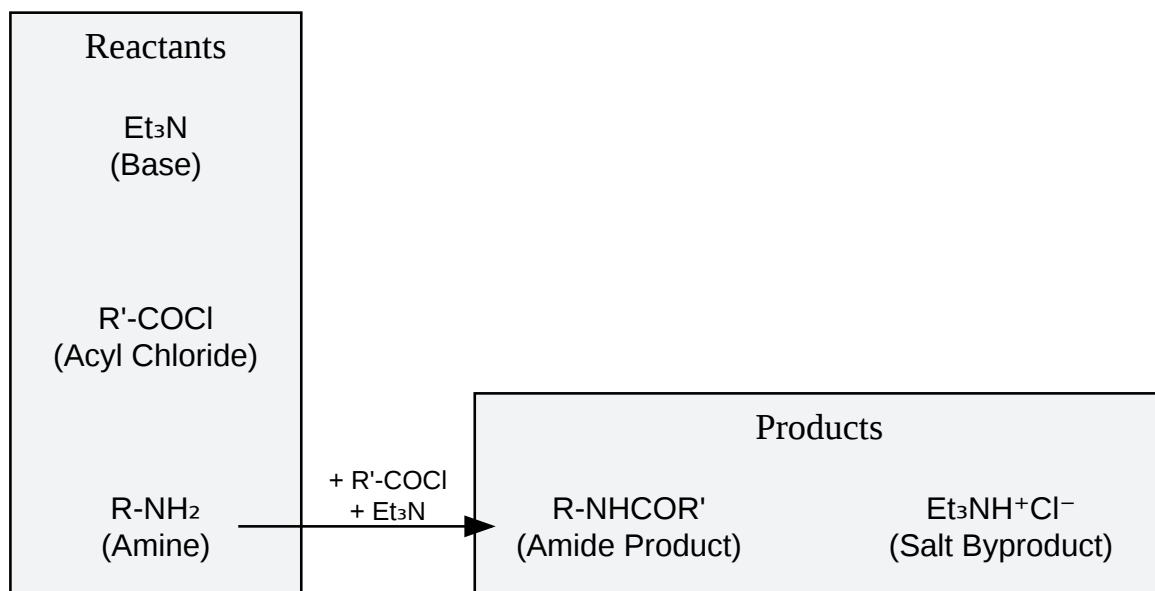 Reactants
Et₃N
(Base)
R'-COCl
(Acyl Chloride)
R-NH₂
(Amine)
+ R'-COCl
+ Et₃N
Products
R-NHCOR'
(Amide Product)
Et₃NH⁺Cl⁻
(Salt Byproduct)